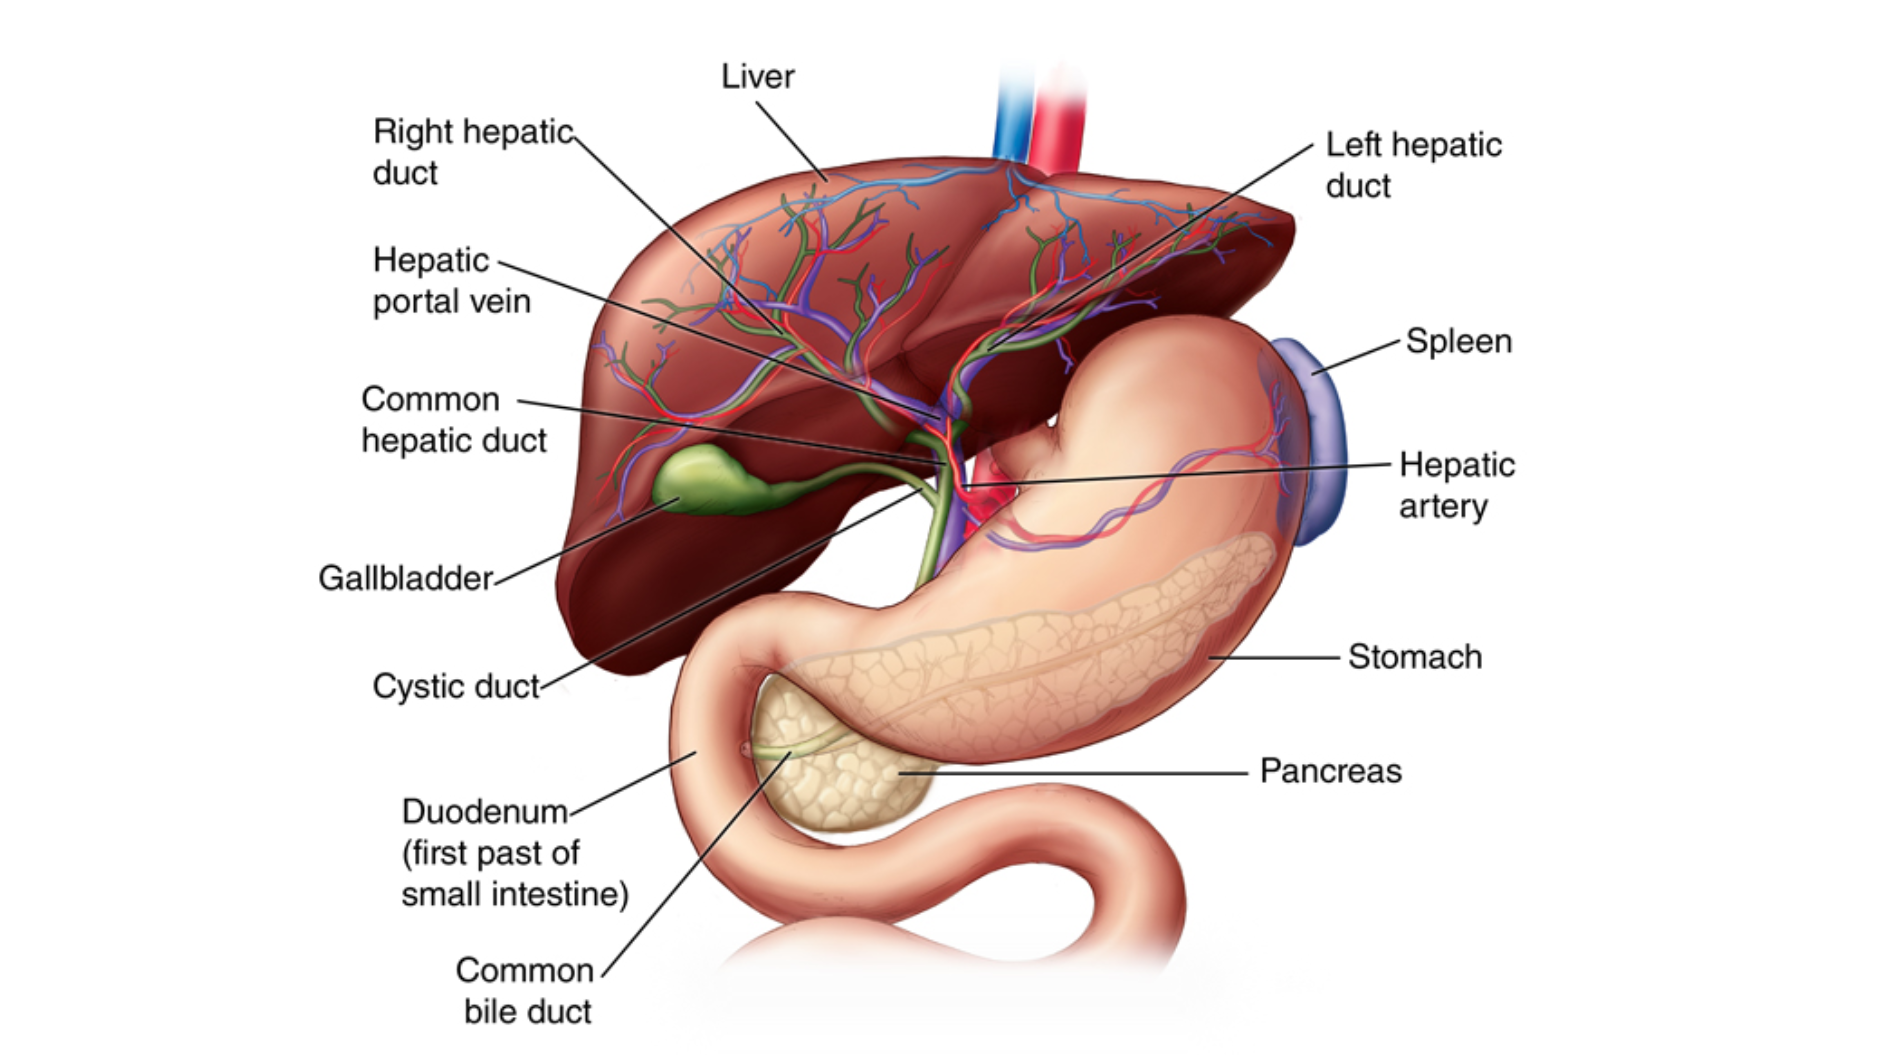 Liver
Right hepatic
duct
Left hepatic
duct
Hepatic
portal vein
Spleen
Common
hepatic duct
Hepatic
artery
Gallbladder
Stomach
Cystic duct
Pancreas
Duodenum
(first past of
small intestine)
Common
bile duct